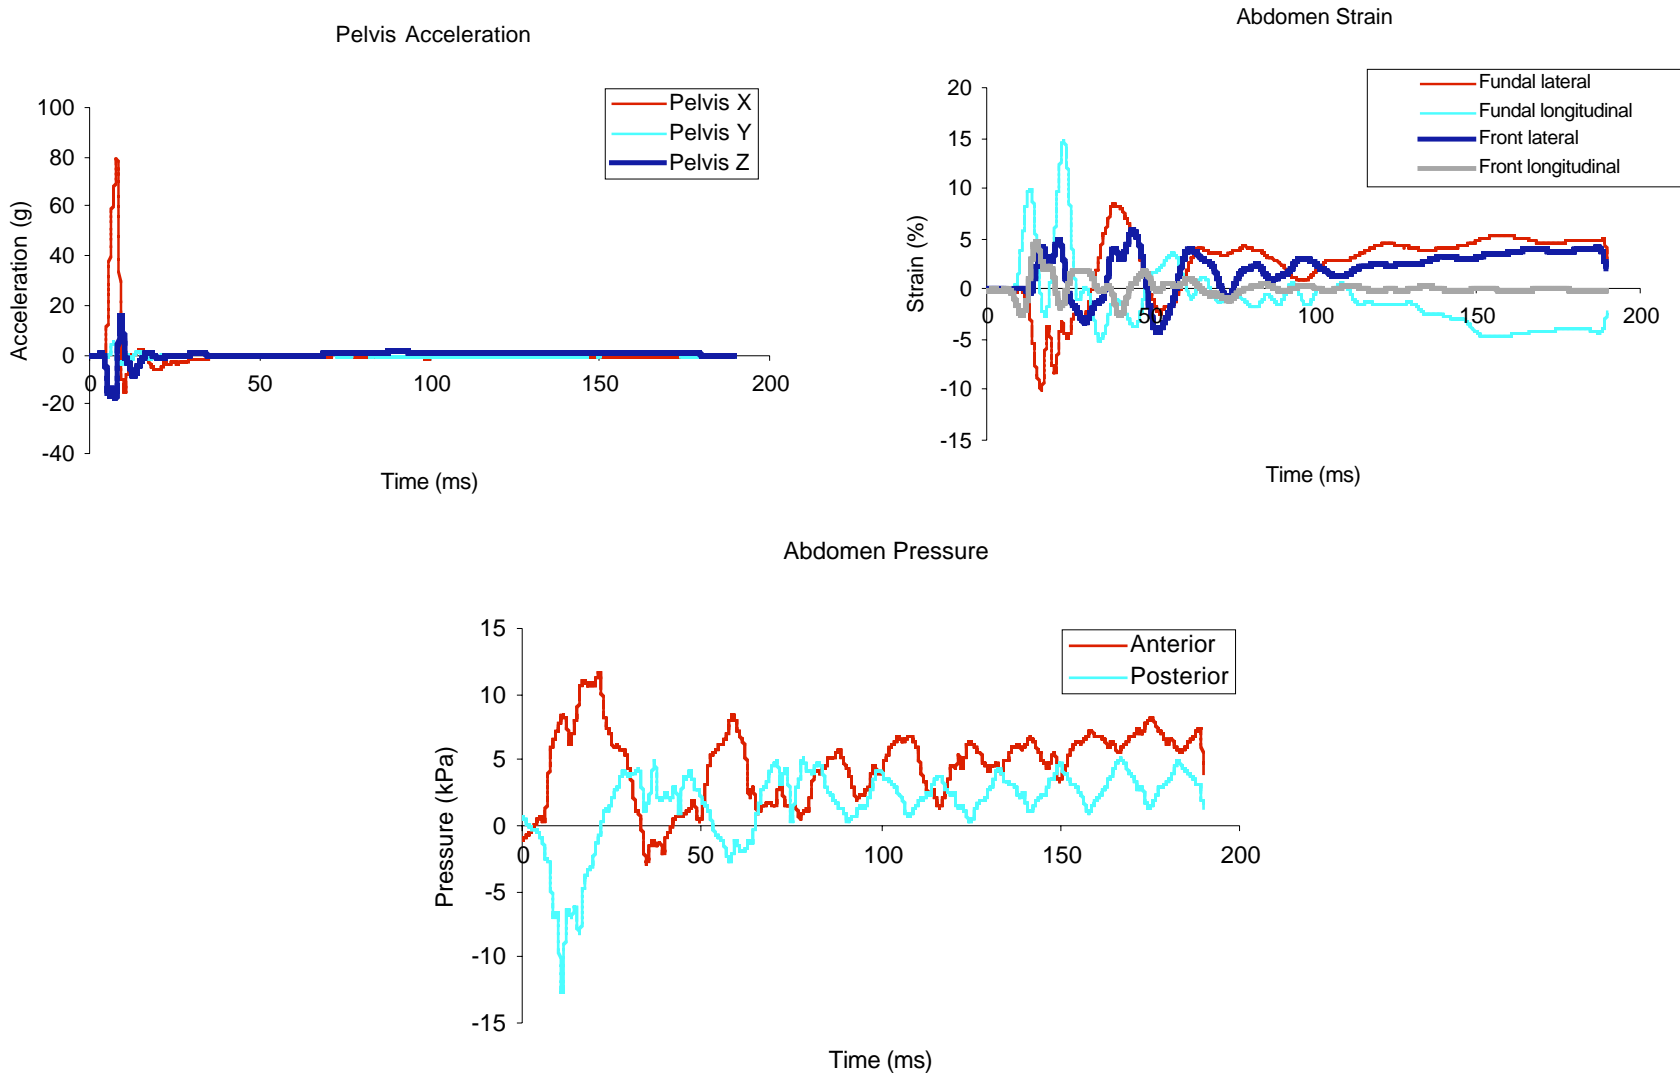 Pelvis Acceleration
100
80
60
40
20
0
-20
-40
0 50 100 150 200
Acceleration (g)
Time (ms)
Pelvis X
Pelvis Y
Pelvis Z
Abdomen Strain
20
15
10
5
0
-5
-10
-15
0 50 100 150 200
Strain (%)
Time (ms)
Fundal lateral
Fundal longitudinal
Front lateral
Front longitudinal
Abdomen Pressure
15
10
5
0
-5
-10
-15
0 50 100 150 200
Pressure (kPa)
Time (ms)
Anterior
Posterior